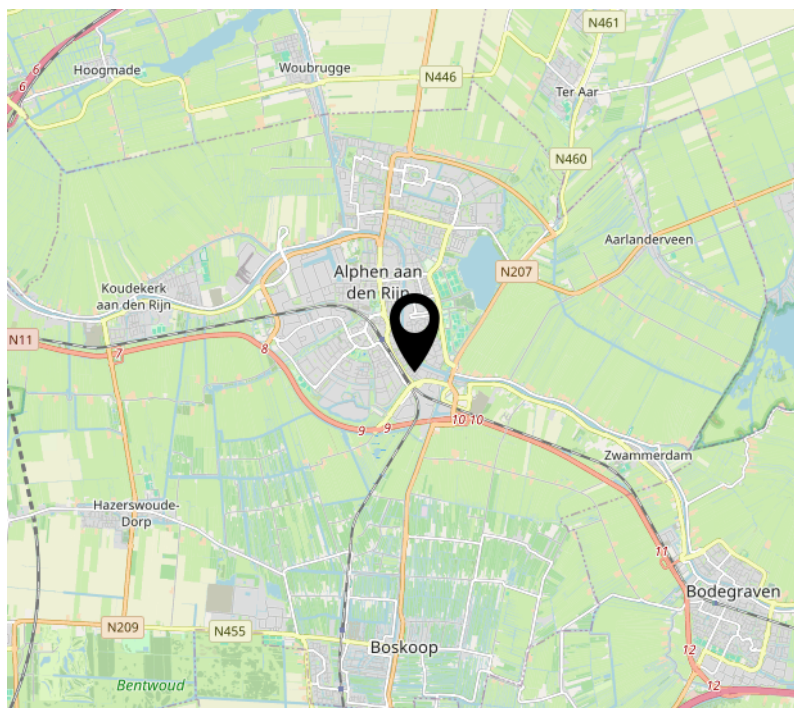 N461
6
6
Hoogmade
Woubrugge
N446
Ter Aar
N460
Aarlanderveen
Alphen aan
den Rijn
N207
Koudekerk
aan den Rijn
N11
7
8
9
9
10
10
Zwammerdam
Hazerswoude-
Dorp
11
Bodegraven
N209
N455
Boskoop
12
Bentwoud
12